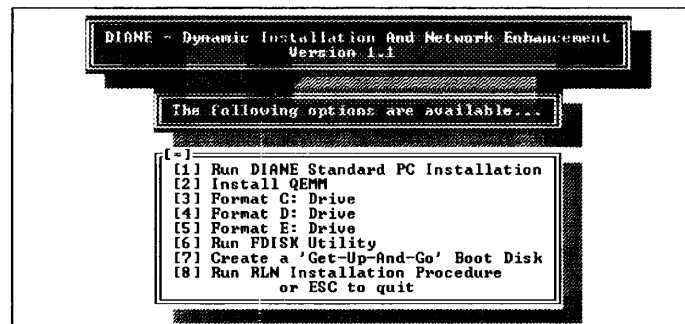 DIANE - Dynamic Installation And Network Enhancement
Version 1.1
The following options are available...
[=]
[1] Run DIANE Standard PC Installation
[2] Install QEMM
[3] Format C: Drive
[4] Format D: Drive
[5] Format E: Drive
[6] Run FDISK Utility
[7] Create a 'Get-Up-And-Go' Boot Disk
[8] Run RLN Installation Procedure
or ESC to quit